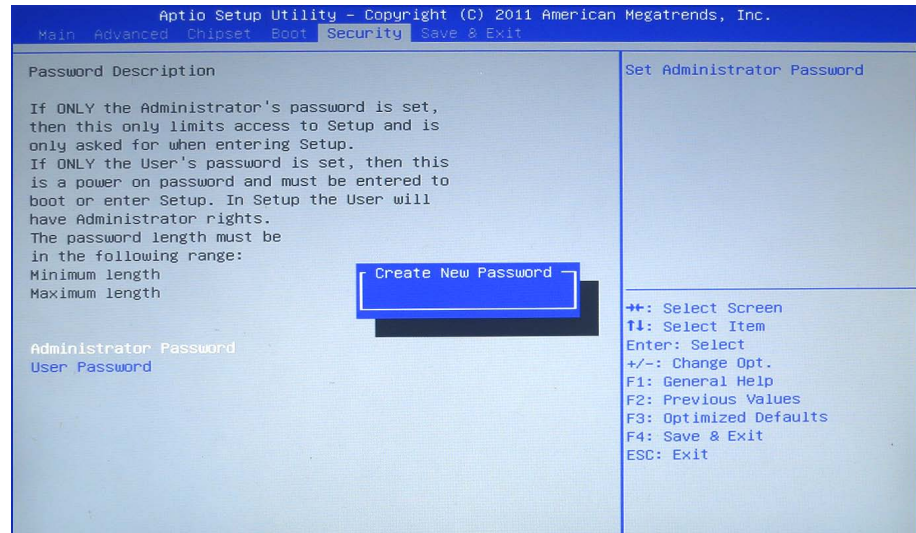 Aptio Setup Utility – Copyright (C) 2011 American Megatrends, Inc.
Main Advanced Chipset Boot Security Save & Exit
Password Description
If ONLY the Administrator's password is set,
then this only limits access to Setup and is
only asked for when entering Setup.
If ONLY the User's password is set, then this
is a power on password and must be entered to
boot or enter Setup. In Setup the User will
have Administrator rights.
The password length must be
in the following range:
Minimum length
Maximum length
Administrator Password
User Password
Create New Password
Set Administrator Password
→←: Select Screen
↑↓: Select Item
Enter: Select
+/-: Change Opt.
F1: General Help
F2: Previous Values
F3: Optimized Defaults
F4: Save & Exit
ESC: Exit